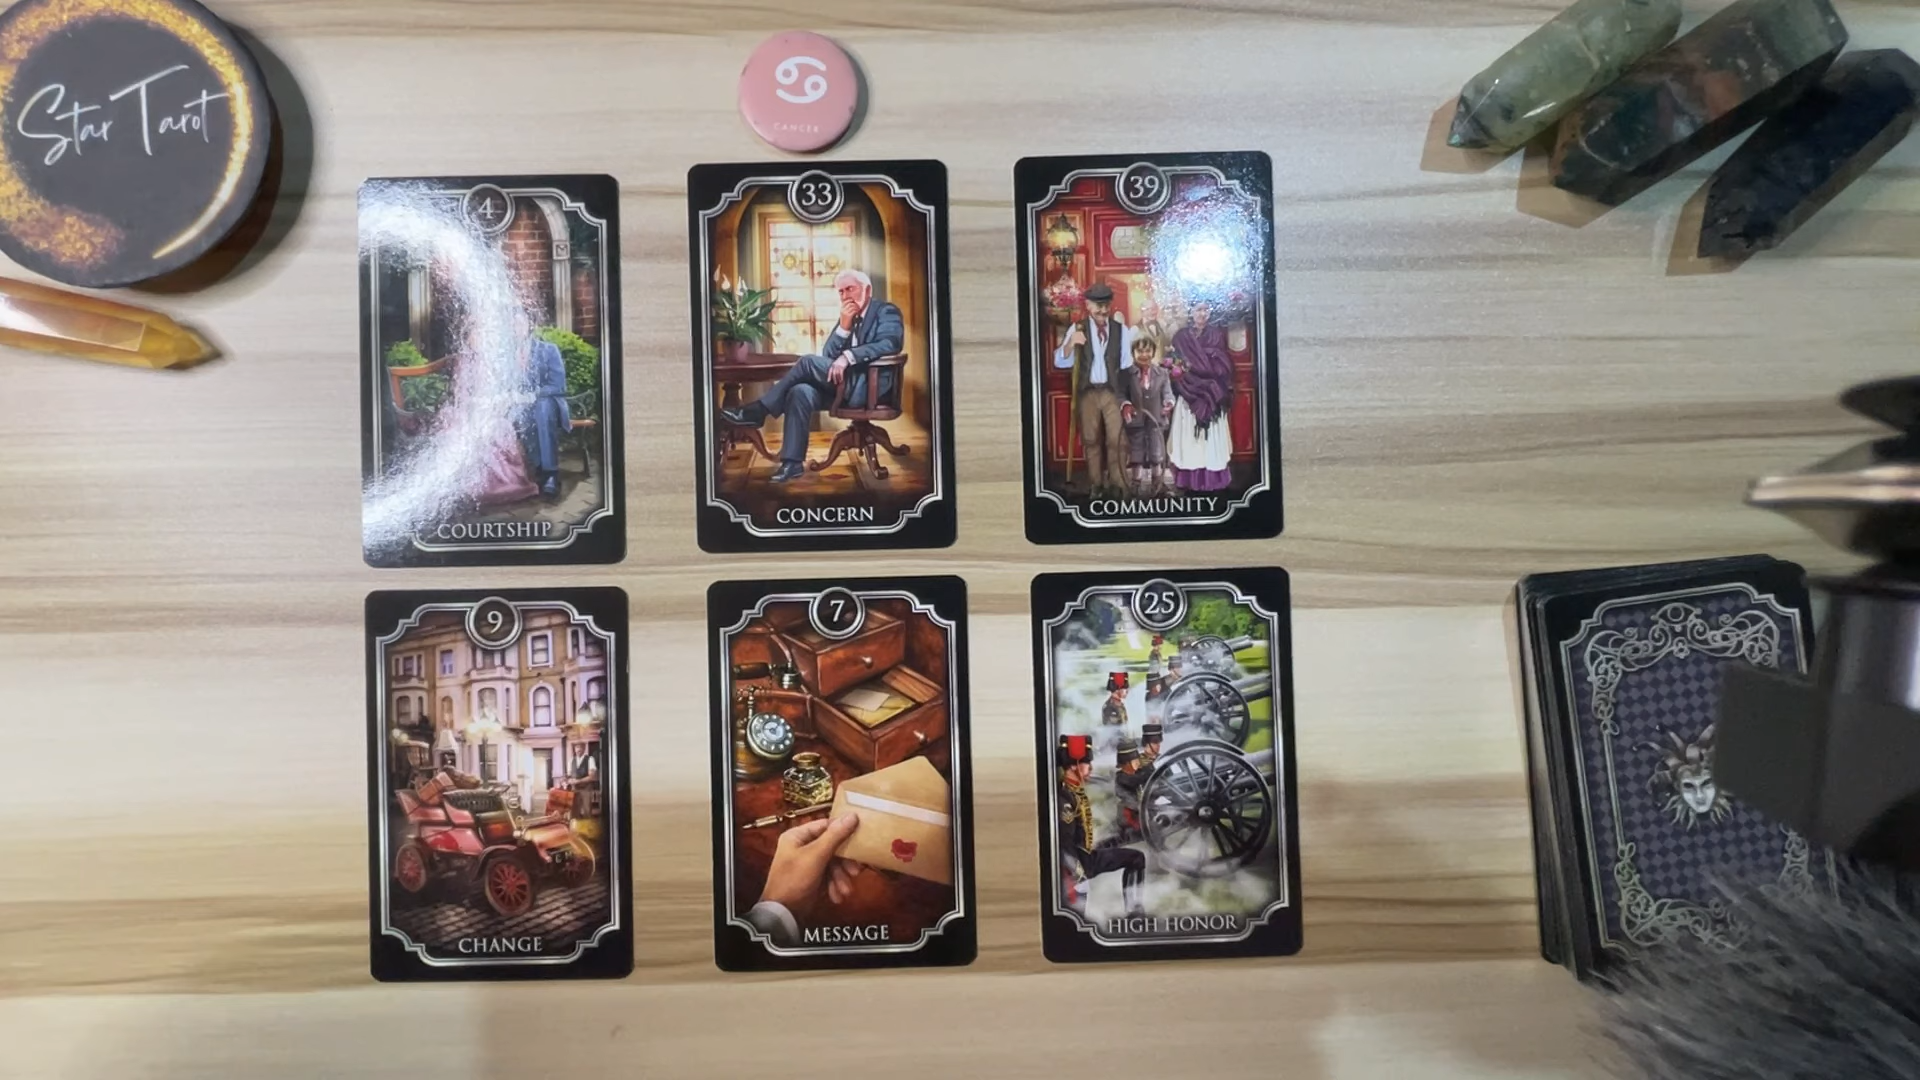 Star Tarot
CANCER
4
COURTSHIP
33
CONCERN
39
COMMUNITY
9
CHANGE
7
MESSAGE
25
HIGH HONOR